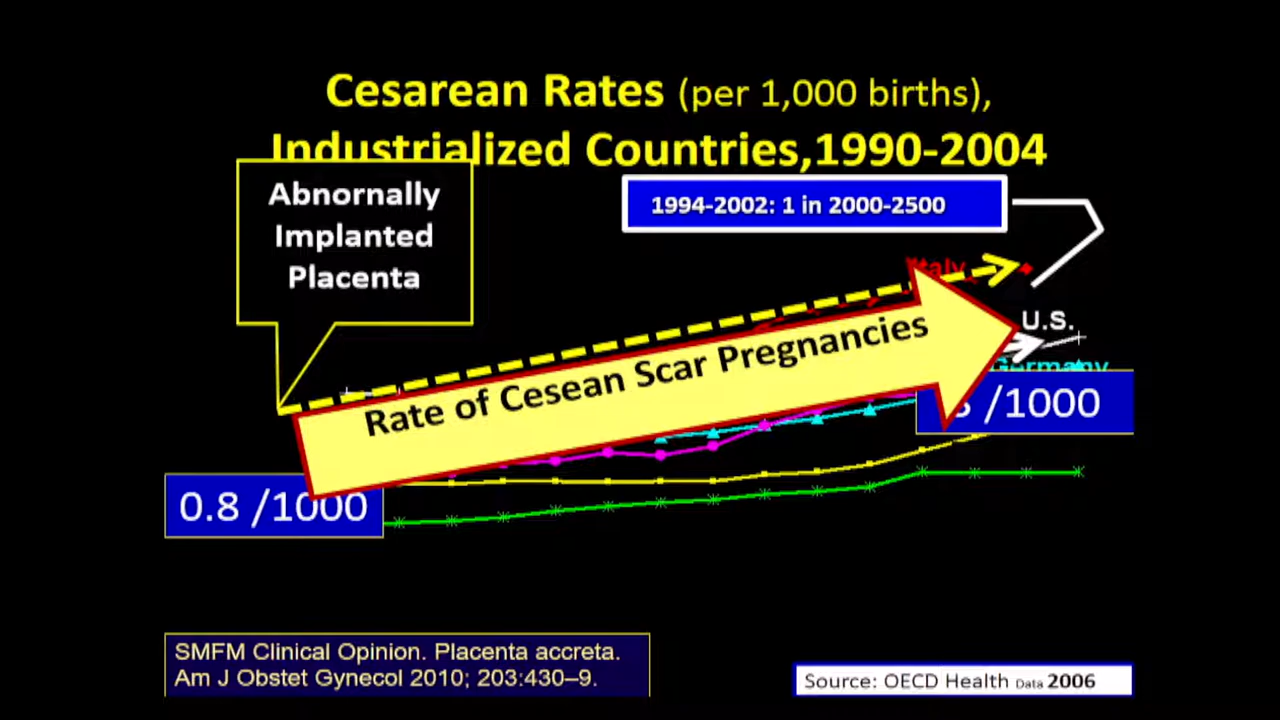 Cesarean Rates (per 1,000 births),
Industrialized Countries,1990-2004
Abnornally
Implanted
Placenta
1994-2002: 1 in 2000-2500
Italy
U.S.
Germany
Rate of Cesean Scar Pregnancies
/1000
0.8 /1000
SMFM Clinical Opinion. Placenta accreta.
Am J Obstet Gynecol 2010; 203:430–9.
Source: OECD Health Data 2006